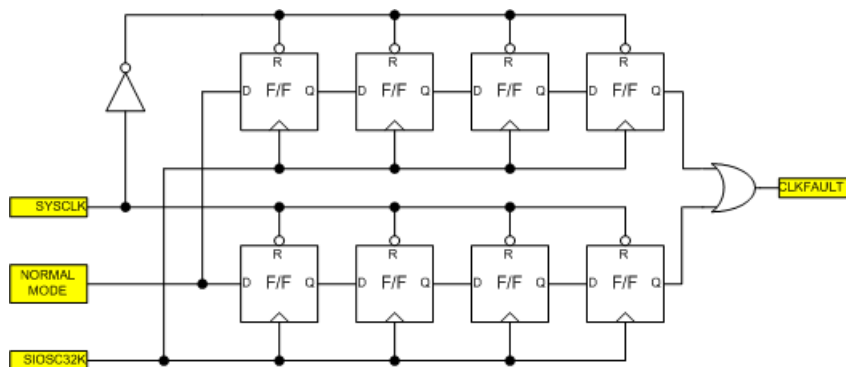 R R R R
D F/F D F/F Q D F/F Q D F/F Q
SYSCLK
CLKFAULT
R R R R
NORMAL
MODE
D F/F Q D F/F Q D F/F Q D F/F Q
SIOSC32K